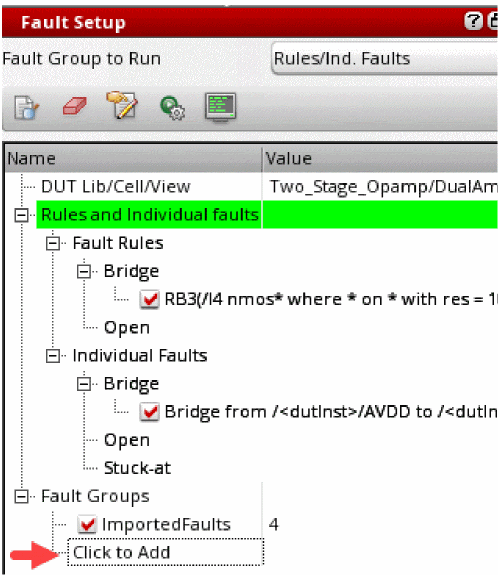 Fault Setup
Fault Group to Run Rules/Ind. Faults
Name Value
DUT Lib/Cell/View Two_Stage_Opamp/DualAm
Rules and Individual faults
Fault Rules
Bridge
RB3(/I4 nmos* where * on * with res = 1
Open
Individual Faults
Bridge
Bridge from /<dutInst>/AVDD to /<dutIn
Open
Stuck-at
Fault Groups
ImportedFaults 4
Click to Add